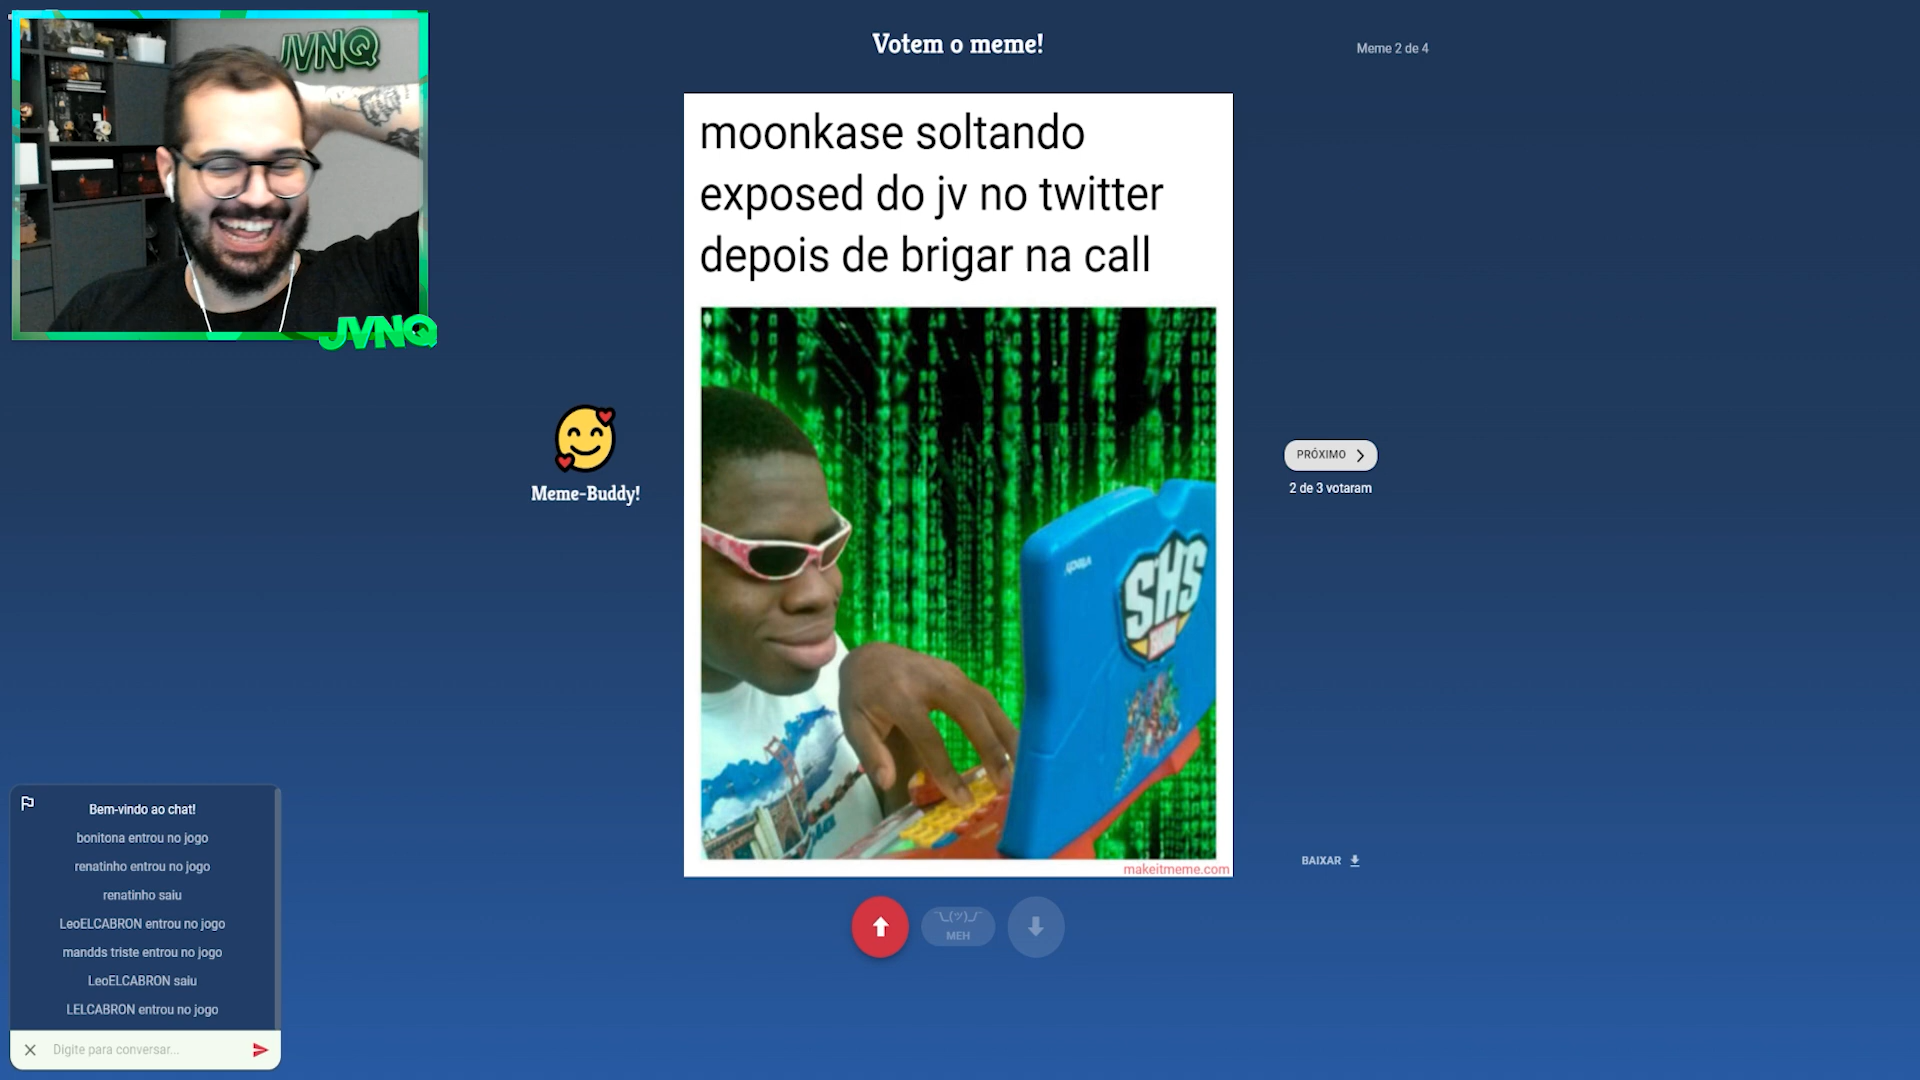 JVNQ
JVNQ
Votem o meme!
Meme 2 de 4
moonkase soltando
exposed do jv no twitter
depois de brigar na call
vtech
SHS
makeitmeme.com
Meme-Buddy!
PRÓXIMO
2 de 3 votaram
BAIXAR
¯\_(ツ)_/¯
MEH
Bem-vindo ao chat!
bonitona entrou no jogo
renatinho entrou no jogo
renatinho saiu
LeoELCABRON entrou no jogo
mandds triste entrou no jogo
LeoELCABRON saiu
LELCABRON entrou no jogo
Digite para conversar...